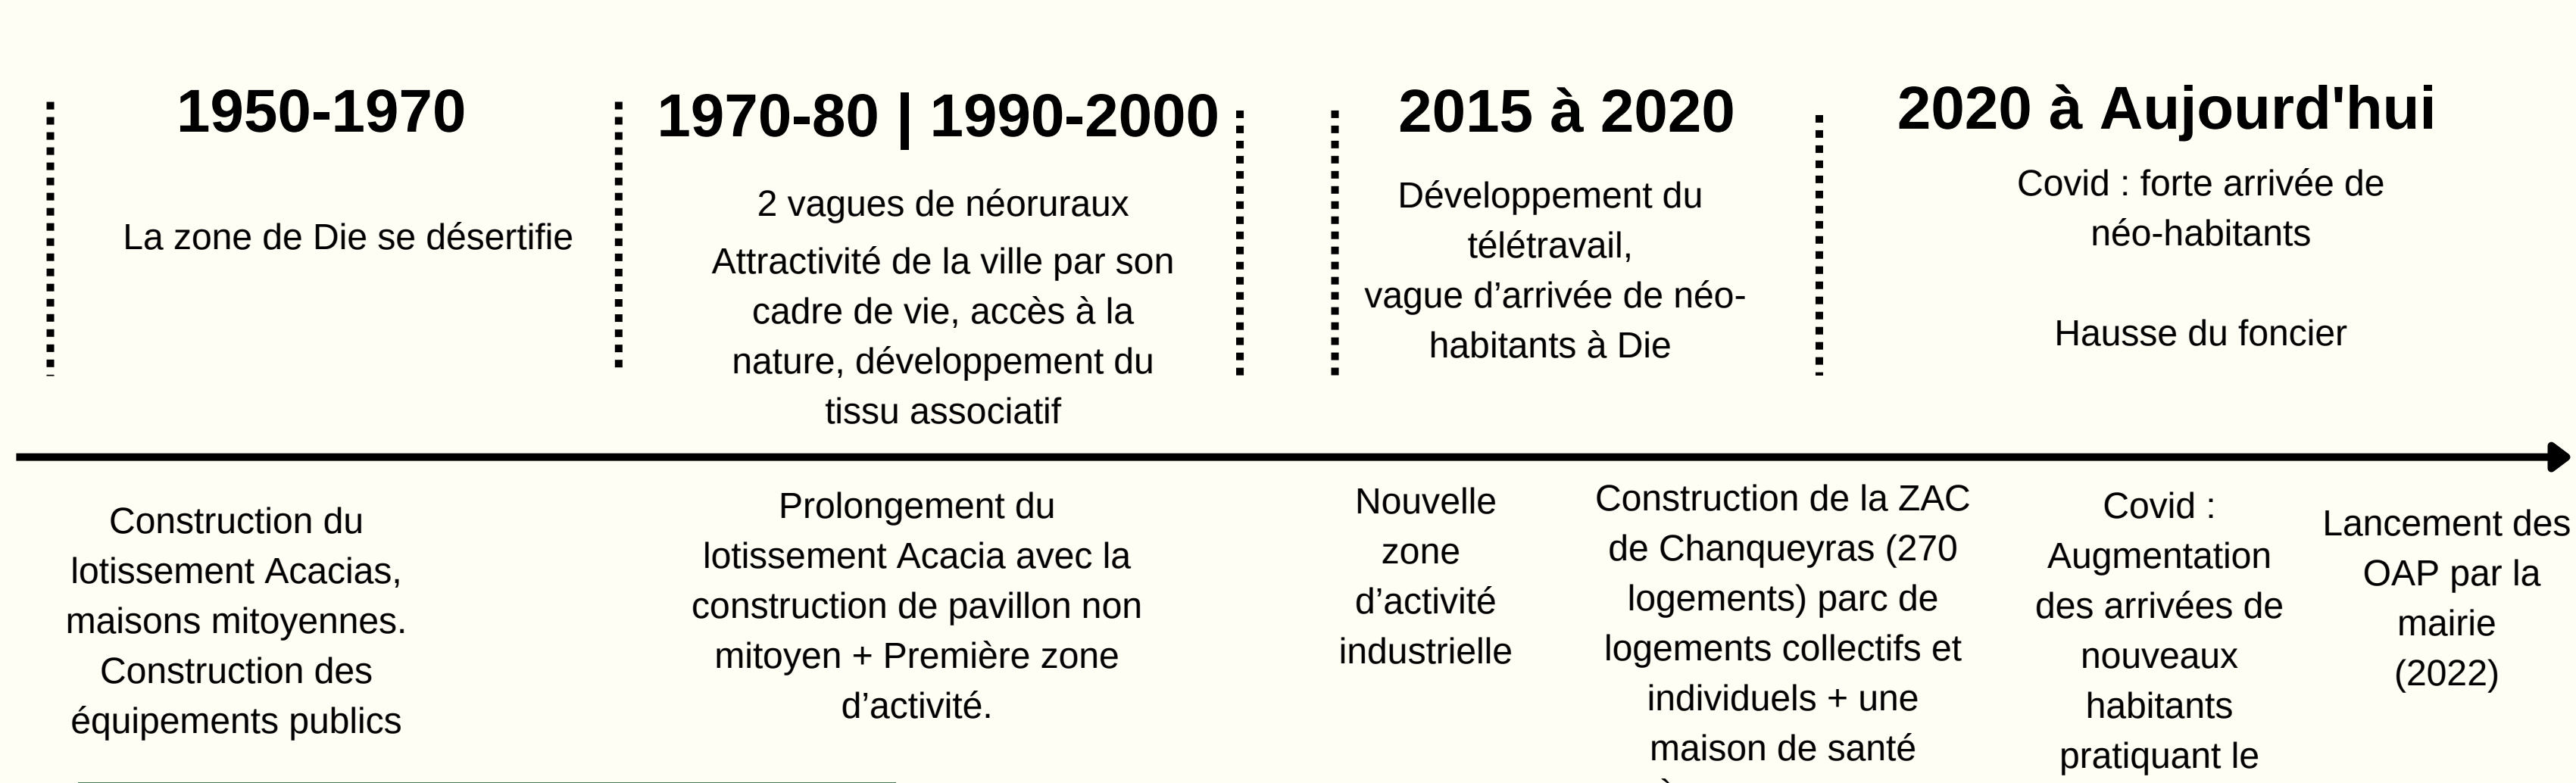 1950-1970
La zone de Die se désertifie
1970-80 | 1990-2000
2 vagues de néoruraux
Attractivité de la ville par son
cadre de vie, accès à la
nature, développement du
tissu associatif
2015 à 2020
Développement du
télétravail,
vague d’arrivée de néo-
habitants à Die
2020 à Aujourd'hui
Covid : forte arrivée de
néo-habitants
Hausse du foncier
Construction du
lotissement Acacias,
maisons mitoyennes.
Construction des
équipements publics
Prolongement du
lotissement Acacia avec la
construction de pavillon non
mitoyen + Première zone
d’activité.
Nouvelle
zone
d’activité
industrielle
Construction de la ZAC
de Chanqueyras (270
logements) parc de
logements collectifs et
individuels + une
maison de santé
Covid :
Augmentation
des arrivées de
nouveaux
habitants
pratiquant le
Lancement des
OAP par la
mairie
(2022)